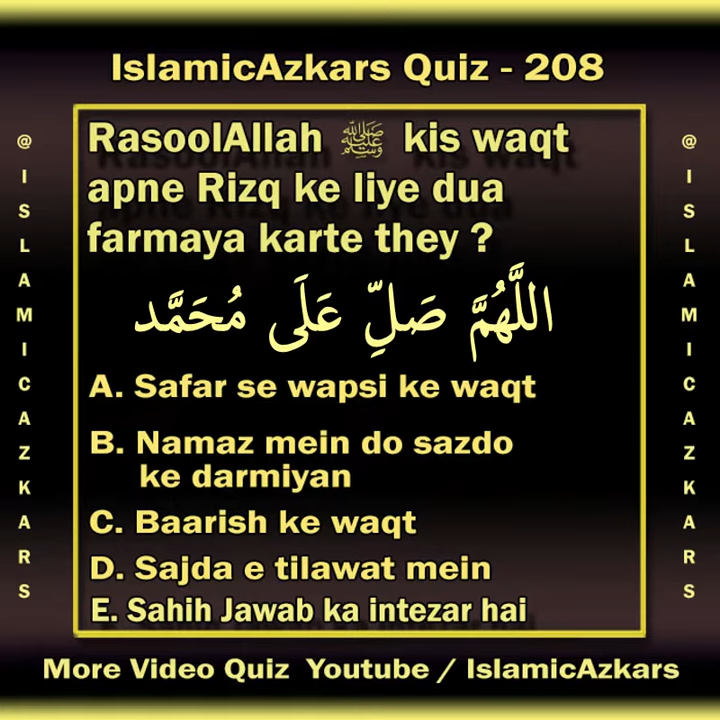 IslamicAzkars Quiz - 208
RasoolAllah ﷺ kis waqt
apne Rizq ke liye dua
farmaya karte they ?
اللَّهُمَّ صَلِّ عَلَى مُحَمَّد
A. Safar se wapsi ke waqt
B. Namaz mein do sazdo
ke darmiyan
C. Baarish ke waqt
D. Sajda e tilawat mein
E. Sahih Jawab ka intezar hai
@ISLAMICAZKARS
@ISLAMICAZKARS
More Video Quiz Youtube / IslamicAzkars